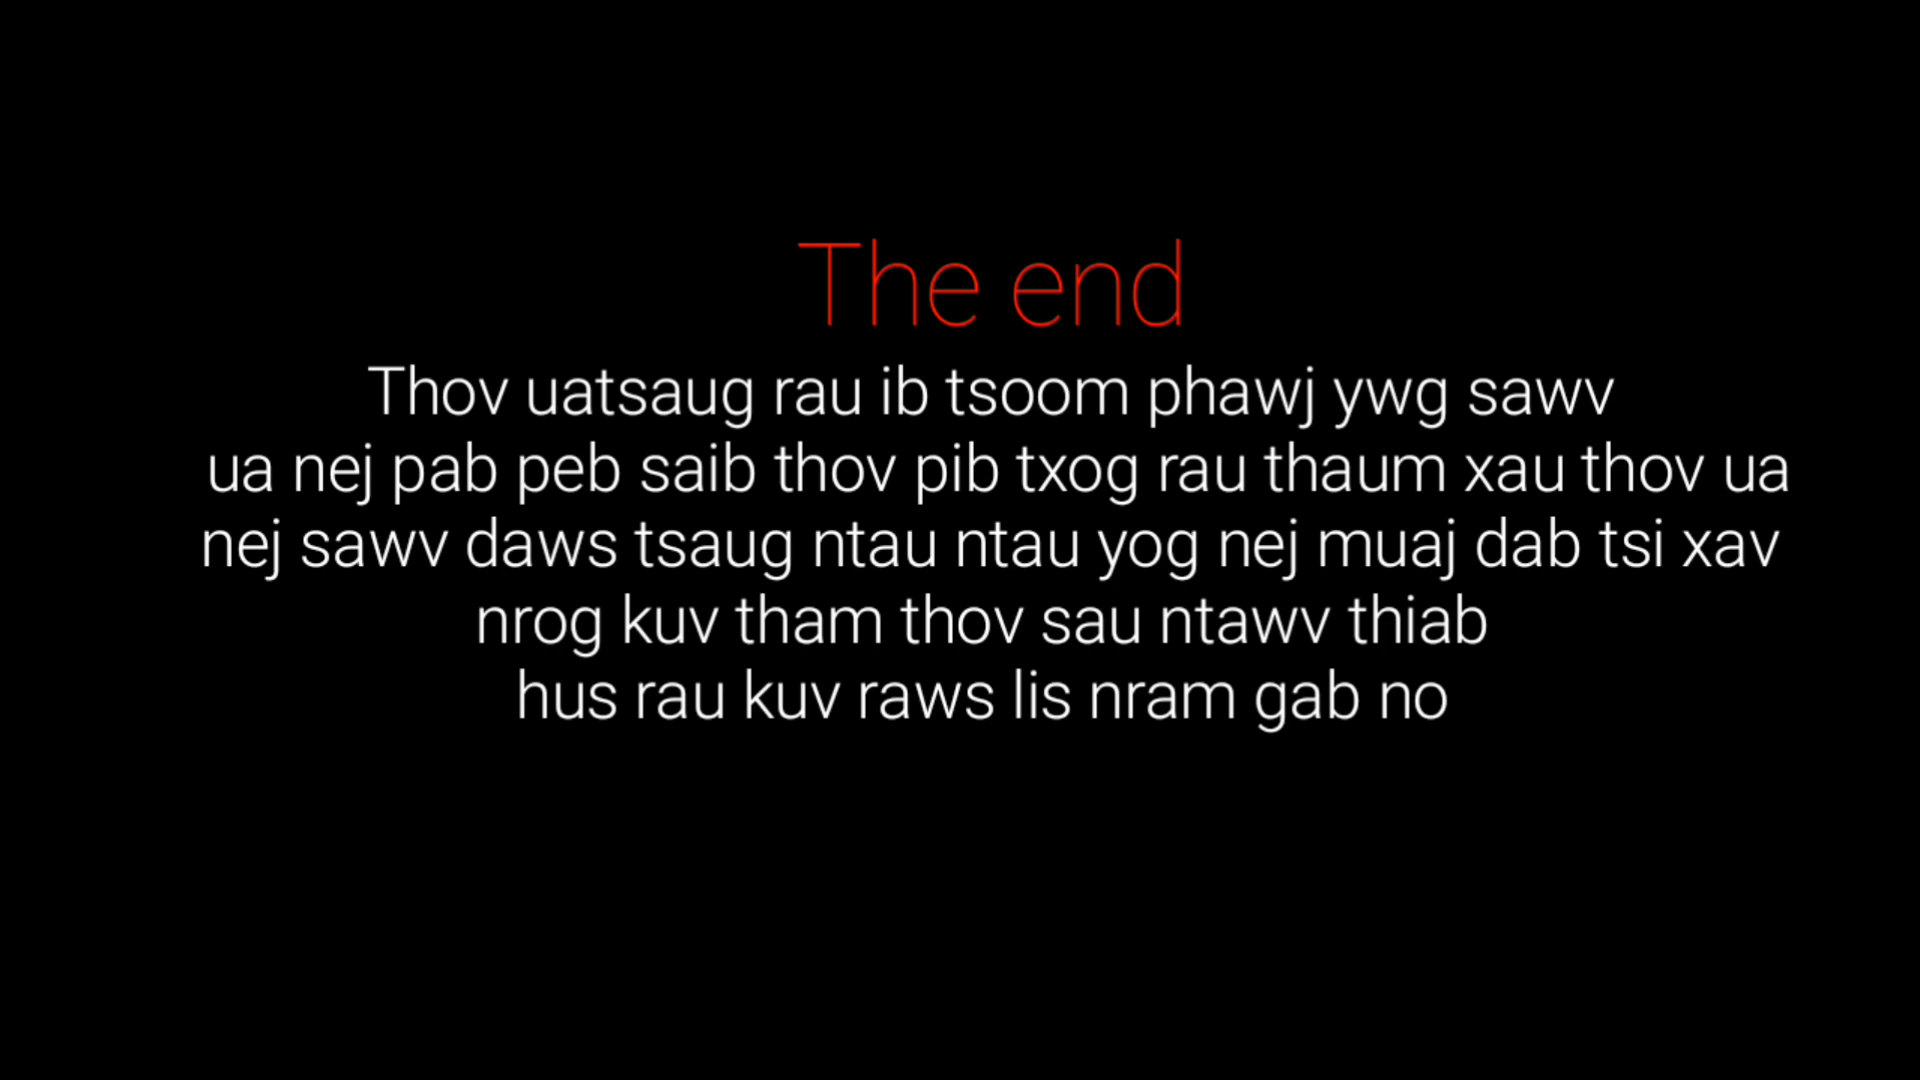 The end
Thov uatsaug rau ib tsoom phawj ywg sawv
ua nej pab peb saib thov pib txog rau thaum xau thov ua
nej sawv daws tsaug ntau ntau yog nej muaj dab tsi xav
nrog kuv tham thov sau ntawv thiab
hus rau kuv raws lis nram gab no